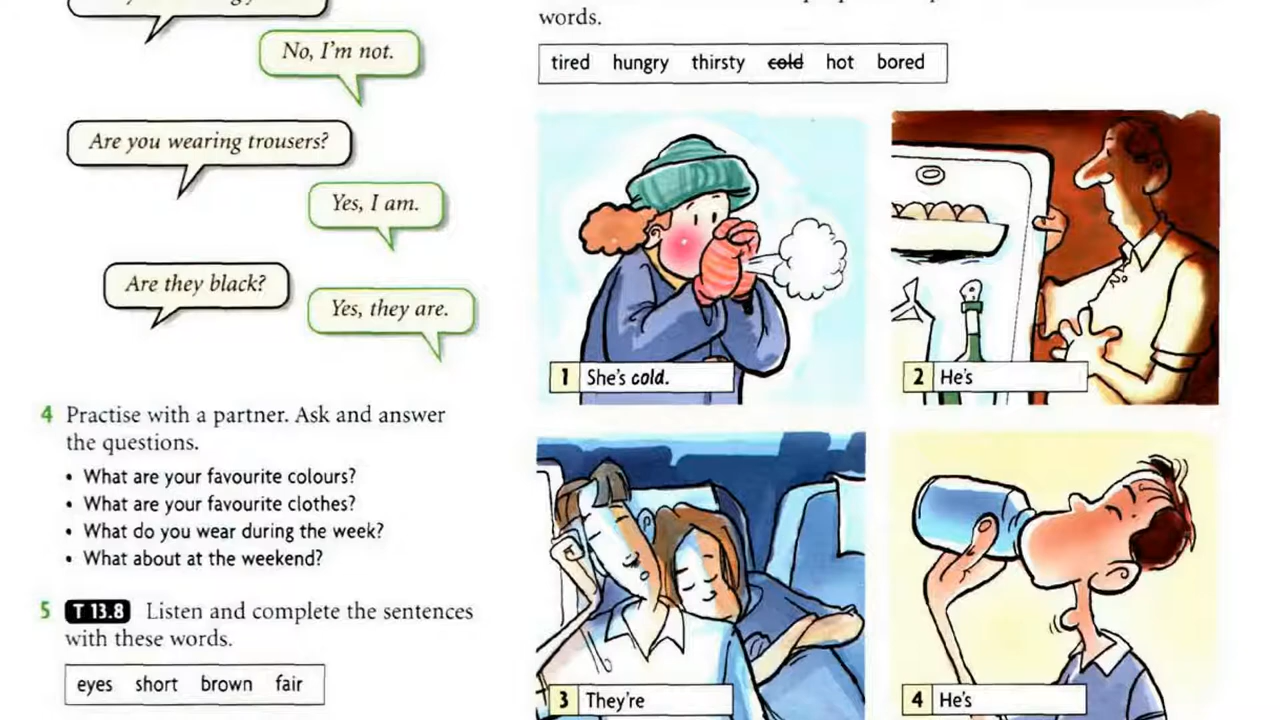 No, I'm not.
Are you wearing trousers?
Yes, I am.
Are they black?
Yes, they are.
4 Practise with a partner. Ask and answer
the questions.
• What are your favourite colours?
• What are your favourite clothes?
• What do you wear during the week?
• What about at the weekend?
5 T 13.8 Listen and complete the sentences
with these words.
eyes short brown fair
words.
tired hungry thirsty cold hot bored
1 She's cold.
2 He's
3 They're
4 He's